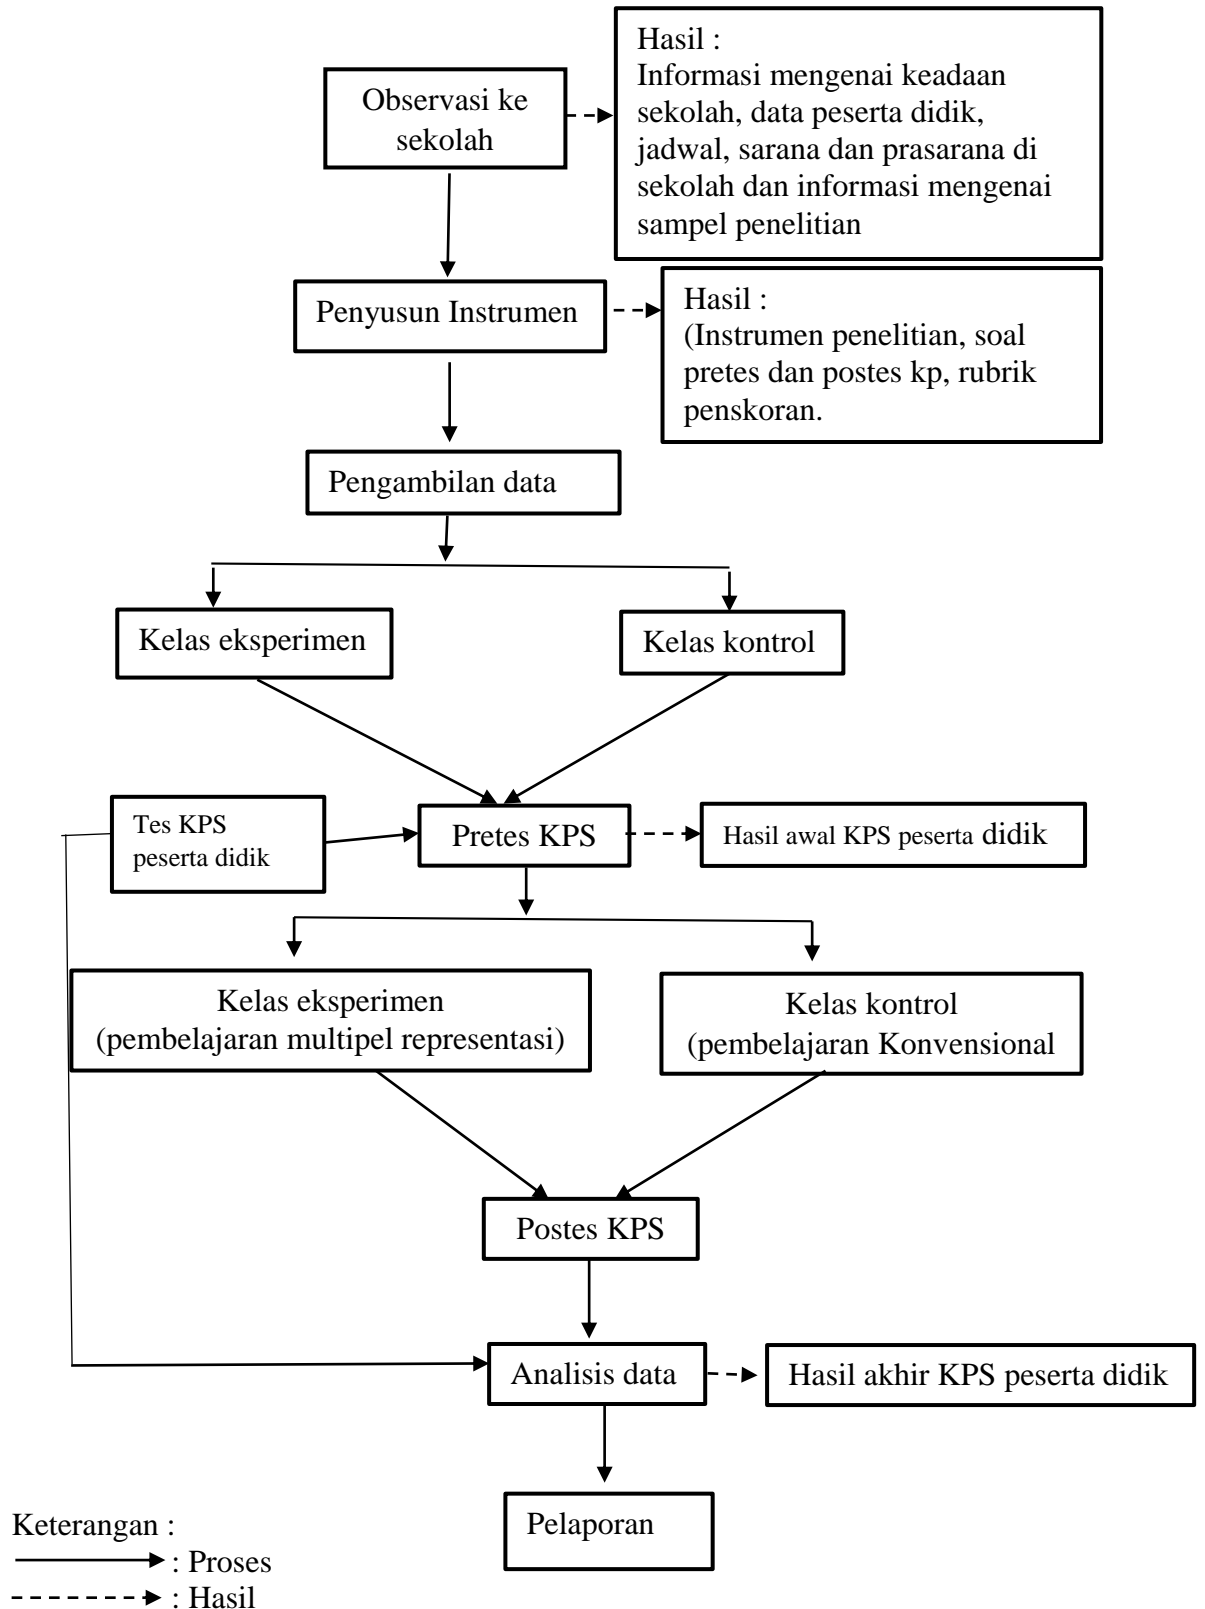 Observasi ke
sekolah
Hasil :
Informasi mengenai keadaan
sekolah, data peserta didik,
jadwal, sarana dan prasarana di
sekolah dan informasi mengenai
sampel penelitian
Penyusun Instrumen
Hasil :
(Instrumen penelitian, soal
pretes dan postes kp, rubrik
penskoran.
Pengambilan data
Kelas eksperimen
Kelas kontrol
Tes KPS
peserta didik
Pretes KPS
Hasil awal KPS peserta didik
Kelas eksperimen
(pembelajaran multipel representasi)
Kelas kontrol
(pembelajaran Konvensional
Postes KPS
Analisis data
Hasil akhir KPS peserta didik
Pelaporan
Keterangan :
: Proses
: Hasil